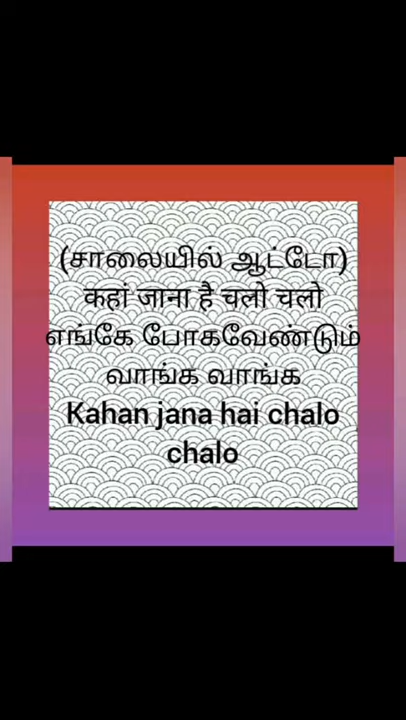 (சாலையில் ஆட்டோ)
कहां जाना है चलो चलो
எங்கே போகவேண்டும்
வாங்க வாங்க
Kahan jana hai chalo
chalo